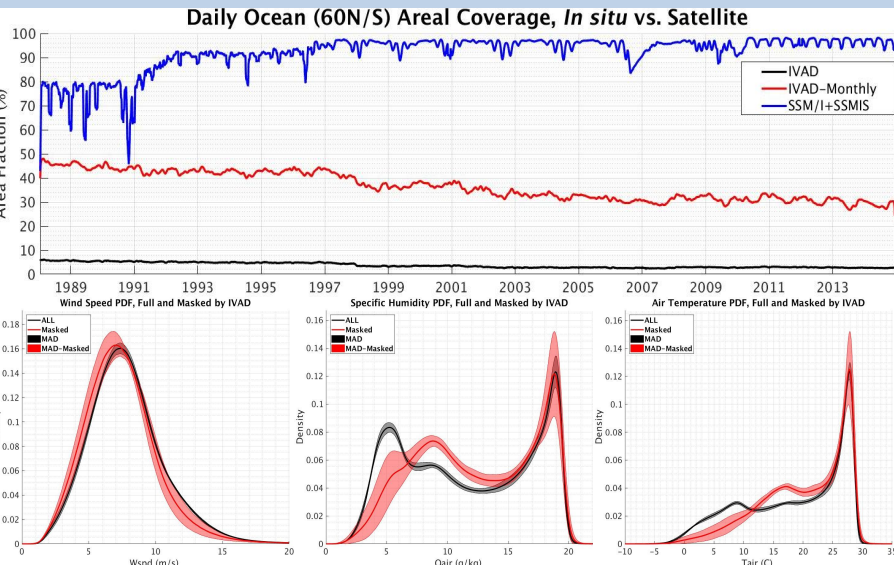 Daily Ocean (60N/S) Areal Coverage, In situ vs. Satellite
Area Fraction (%)
100
90
80
70
60
50
40
30
20
10
0
IVAD
IVAD-Monthly
SSM/I+SSMIS
1989 1991 1993 1995 1997 1999 2001 2003 2005 2007 2009 2011 2013
Wind Speed PDF, Full and Masked by IVAD
0.18
0.16
0.14
0.12
0.1
0.08
0.06
0.04
0.02
0
ALL
Masked
MAD
MAD-Masked
0 5 10 15 20
Wspd (m/s)
Specific Humidity PDF, Full and Masked by IVAD
Density
0.16
0.14
0.12
0.1
0.08
0.06
0.04
0.02
0
ALL
Masked
MAD
MAD-Masked
0 5 10 15 20
Qair (g/kg)
Air Temperature PDF, Full and Masked by IVAD
Density
0.16
0.14
0.12
0.1
0.08
0.06
0.04
0.02
0
ALL
Masked
MAD
MAD-Masked
-10 -5 0 5 10 15 20 25 30 35
Tair (C)